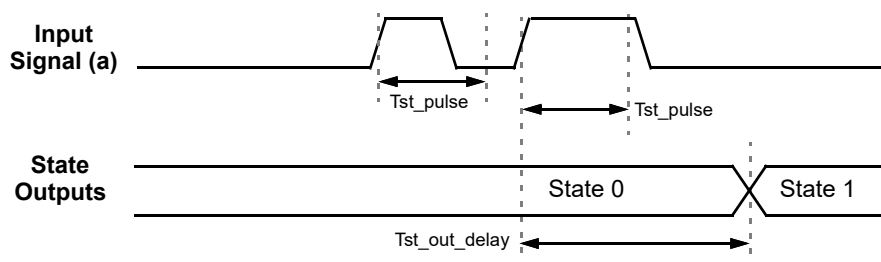 Input
Signal (a)
Tst_pulse
Tst_pulse
State
Outputs
State 0
State 1
Tst_out_delay